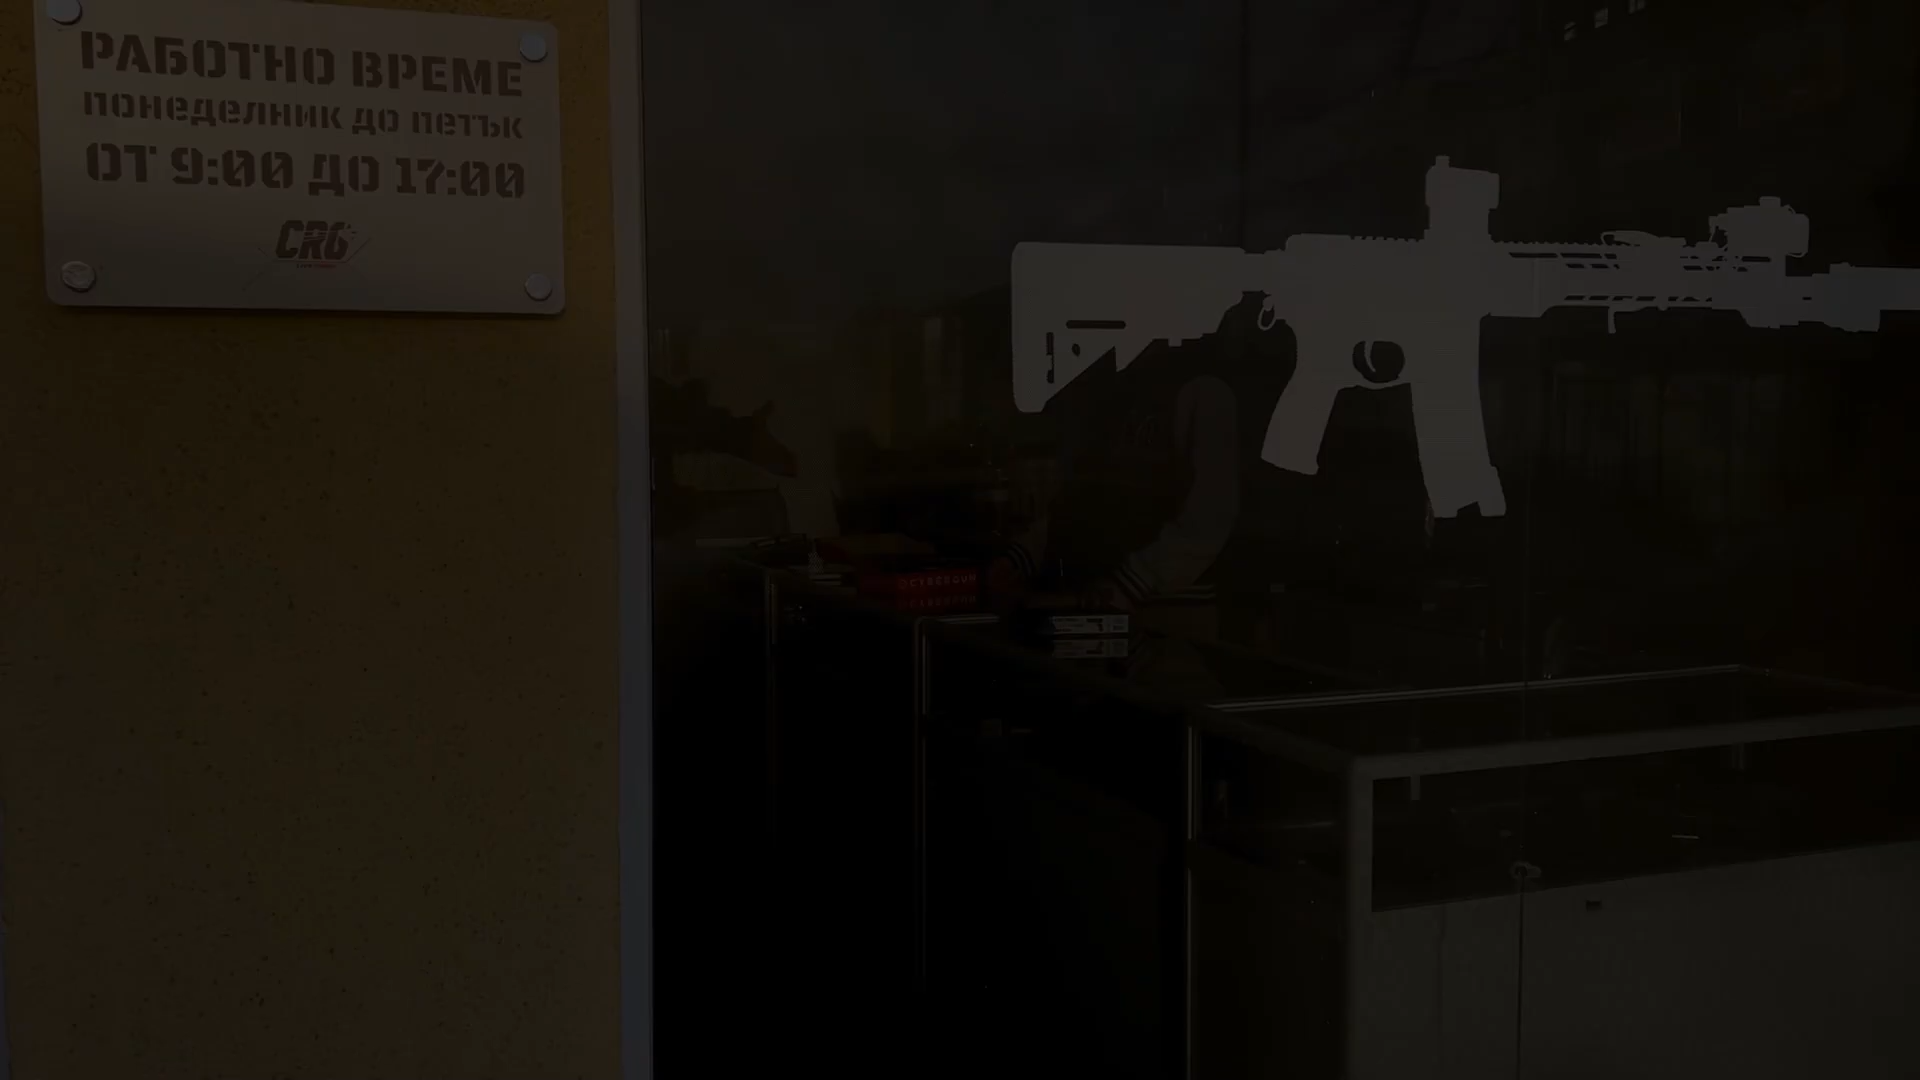 РАБОТНО ВРЕМЕ
понеделник до петък
ОТ 9:00 ДО 17:00
CRG